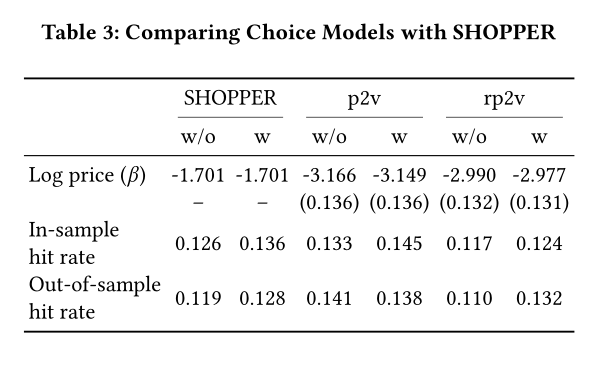 Table 3: Comparing Choice Models with SHOPPER
SHOPPER p2v rp2v
w/o w w/o w w/o w
Log price (β) -1.701 -1.701 -3.166 -3.149 -2.990 -2.977
– – (0.136) (0.136) (0.132) (0.131)
In-sample
hit rate 0.126 0.136 0.133 0.145 0.117 0.124
Out-of-sample
hit rate 0.119 0.128 0.141 0.138 0.110 0.132